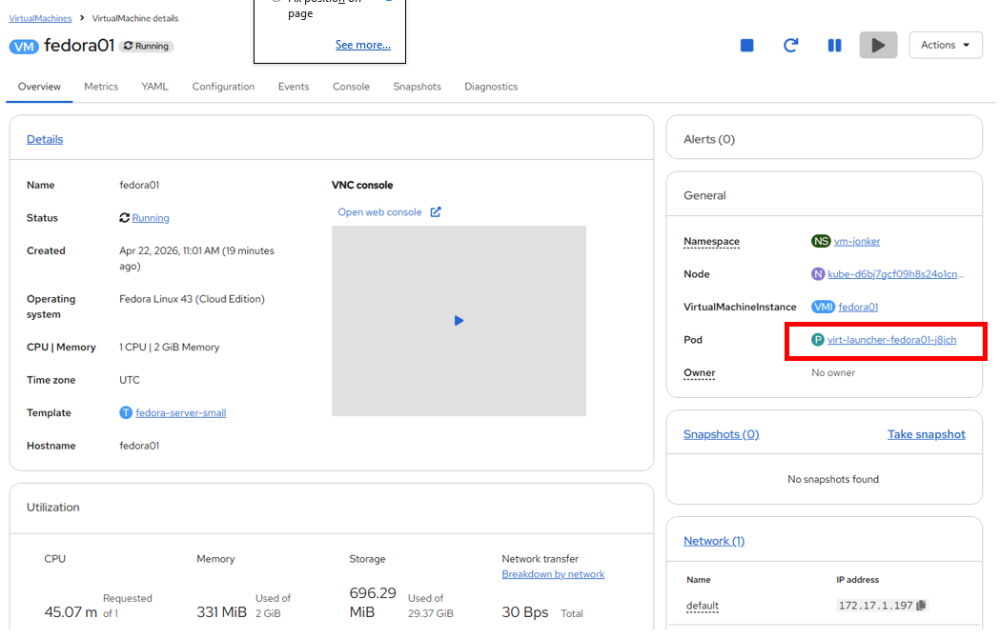 Fix position on
page
See more...
VirtualMachines > VirtualMachine details
VM fedora01 Running
Actions
Overview Metrics YAML Configuration Events Console Snapshots Diagnostics
Details
Name fedora01
Status Running
Created Apr 22, 2026, 11:01 AM (19 minutes
ago)
Operating
system Fedora Linux 43 (Cloud Edition)
CPU | Memory 1 CPU | 2 GiB Memory
Time zone UTC
Template T fedora-server-small
Hostname fedora01
VNC console
Open web console
Alerts (0)
General
Namespace NS vm-jonker
Node N kube-d6bj7gcf09h8s24o1cn...
VirtualMachineInstance VMI fedora01
Pod P virt-launcher-fedora01-j8jch
Owner No owner
Snapshots (0) Take snapshot
No snapshots found
Utilization
CPU
45.07 m Requested
of 1
Memory
331 MiB Used of
2 GiB
Storage
696.29
MiB Used of
29.37 GiB
Network transfer
Breakdown by network
30 Bps Total
Network (1)
Name IP address
default 172.17.1.197